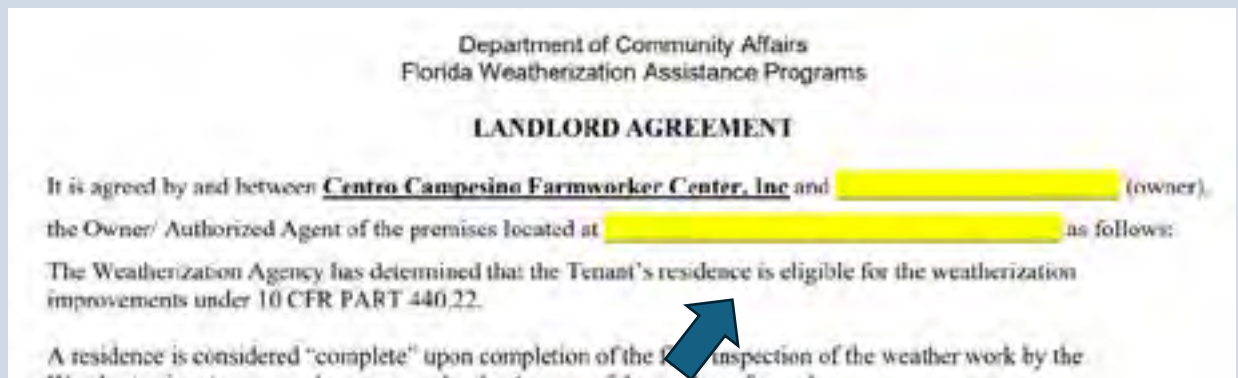 Department of Community Affairs
Florida Weatherization Assistance Programs
LANDLORD AGREEMENT
It is agreed by and between Centro Campesino Farmworker Center, Inc and (owner),
the Owner/ Authorized Agent of the premises located at as follows:
The Weatherization Agency has determined that the Tenant's residence is eligible for the weatherization
improvements under 10 CFR PART 440.22.
A residence is considered "complete" upon completion of the inspection of the weather work by the